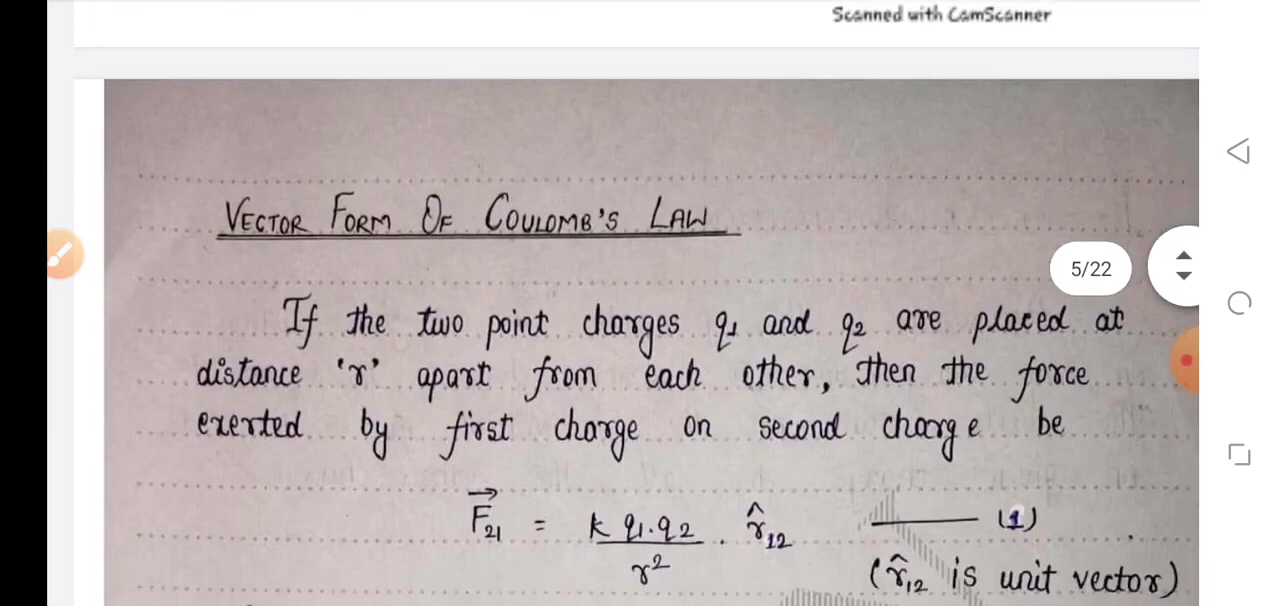 Scanned with CamScanner
VECTOR FORM OF COULOMB'S LAW
5/22
If the two point charges q1 and q2 are placed at
distance 'r' apart from each other, then the force
exerted by first charge on second charge be
F⃗21 = k q1.q2 / r2 . r̂12 —— (1)
(r̂12 is unit vector)